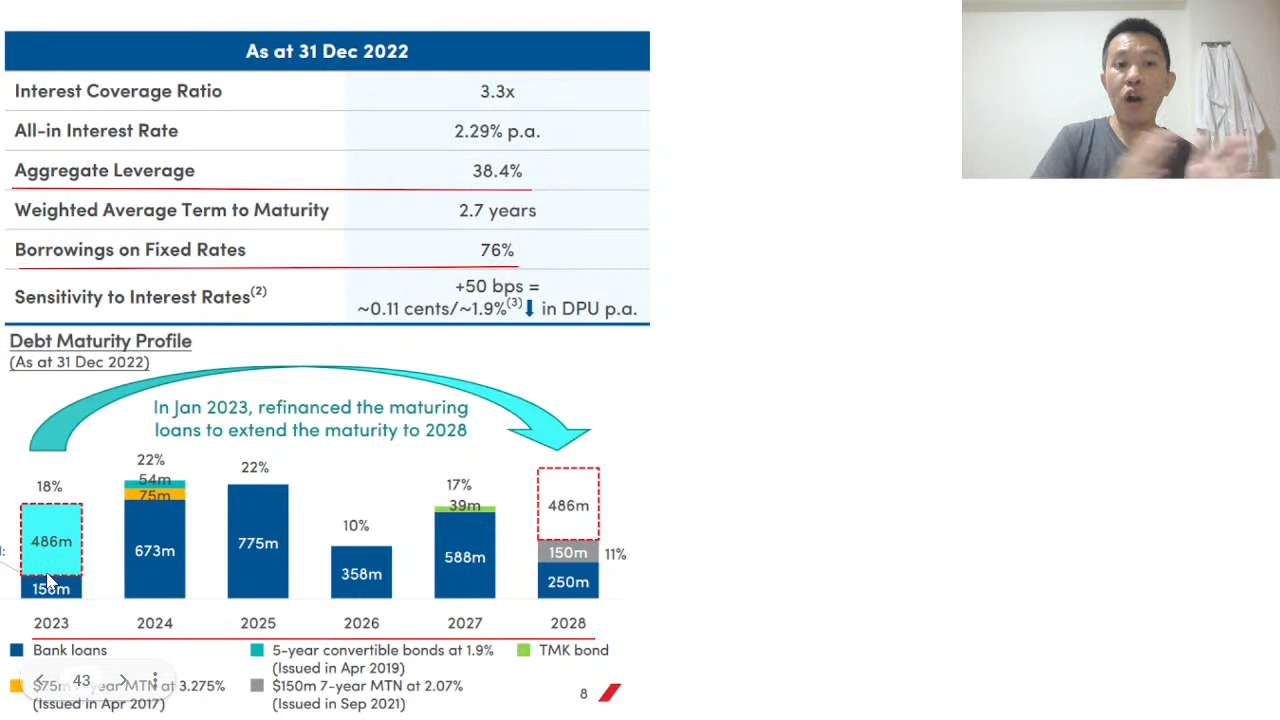 As at 31 Dec 2022
Interest Coverage Ratio 3.3x
All-in Interest Rate 2.29% p.a.
Aggregate Leverage 38.4%
Weighted Average Term to Maturity 2.7 years
Borrowings on Fixed Rates 76%
Sensitivity to Interest Rates(2) +50 bps =
~0.11 cents/~1.9%(3) in DPU p.a.
Debt Maturity Profile
(As at 31 Dec 2022)
In Jan 2023, refinanced the maturing
loans to extend the maturity to 2028
18% 22% 22% 10% 17% 11%
486m
54m
75m
673m
775m
358m
39m
588m
486m
150m
250m
2023 2024 2025 2026 2027 2028
Bank loans
5-year convertible bonds at 1.9%
(Issued in Apr 2019)
TMK bond
43
$75m 7-year MTN at 3.275%
(Issued in Apr 2017)
$150m 7-year MTN at 2.07%
(Issued in Sep 2021)
8